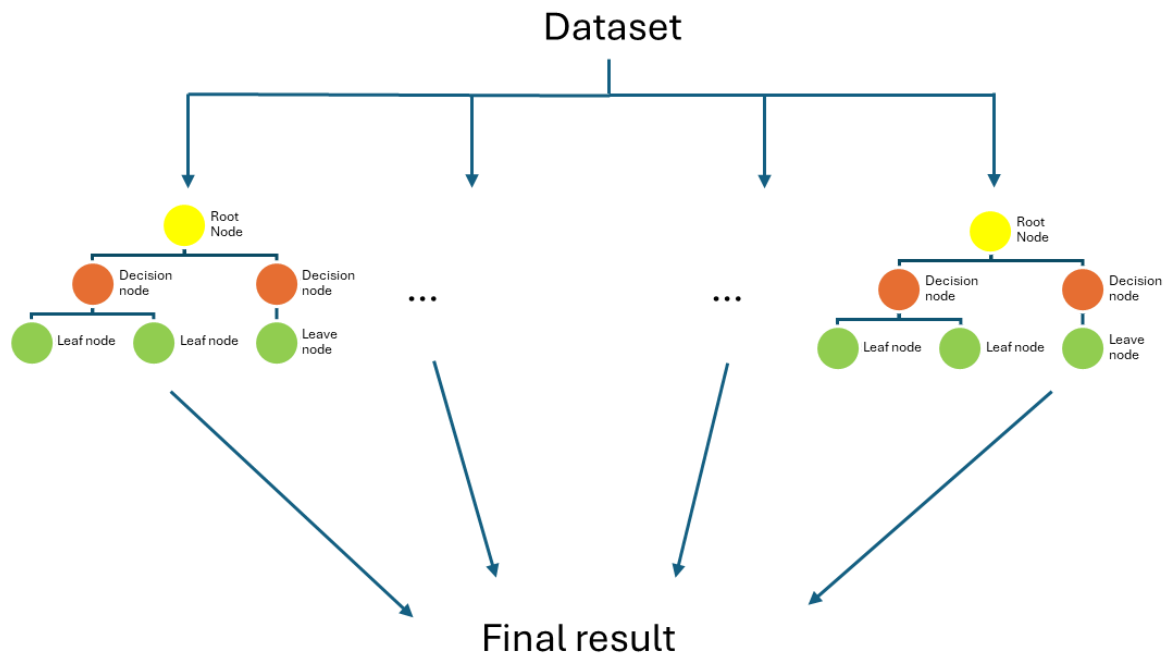 Dataset
Root
Node
Decision
node
Decision
node
Leaf node
Leaf node
Leave
node
...
...
Root
Node
Decision
node
Decision
node
Leaf node
Leaf node
Leave
node
Final result